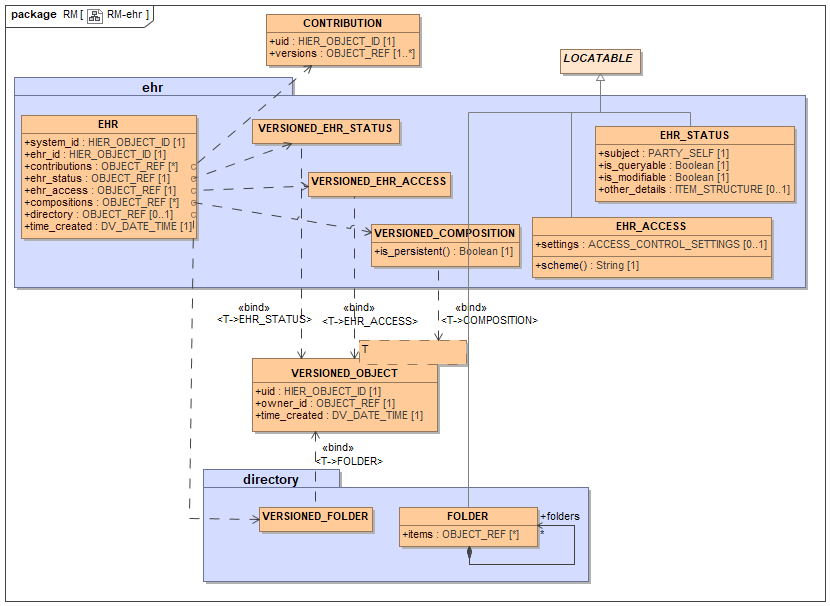 package RM [ RM-ehr ]
CONTRIBUTION
+uid : HIER_OBJECT_ID [1]
+versions : OBJECT_REF [1..*]
LOCATABLE
ehr
EHR
+system_id : HIER_OBJECT_ID [1]
+ehr_id : HIER_OBJECT_ID [1]
+contributions : OBJECT_REF [*]
+ehr_status : OBJECT_REF [1]
+ehr_access : OBJECT_REF [1]
+compositions : OBJECT_REF [*]
+directory : OBJECT_REF [0..1]
+time_created : DV_DATE_TIME [1]
VERSIONED_EHR_STATUS
VERSIONED_EHR_ACCESS
VERSIONED_COMPOSITION
+is_persistent() : Boolean [1]
EHR_STATUS
+subject : PARTY_SELF [1]
+is_queryable : Boolean [1]
+is_modifiable : Boolean [1]
+other_details : ITEM_STRUCTURE [0..1]
EHR_ACCESS
+settings : ACCESS_CONTROL_SETTINGS [0..1]
+scheme() : String [1]
«bind»
<T->EHR_STATUS>
«bind»
<T->EHR_ACCESS>
«bind»
<T->COMPOSITION>
T
VERSIONED_OBJECT
+uid : HIER_OBJECT_ID [1]
+owner_id : OBJECT_REF [1]
+time_created : DV_DATE_TIME [1]
«bind»
<T->FOLDER>
directory
VERSIONED_FOLDER
FOLDER
+items : OBJECT_REF [*]
+folders
*